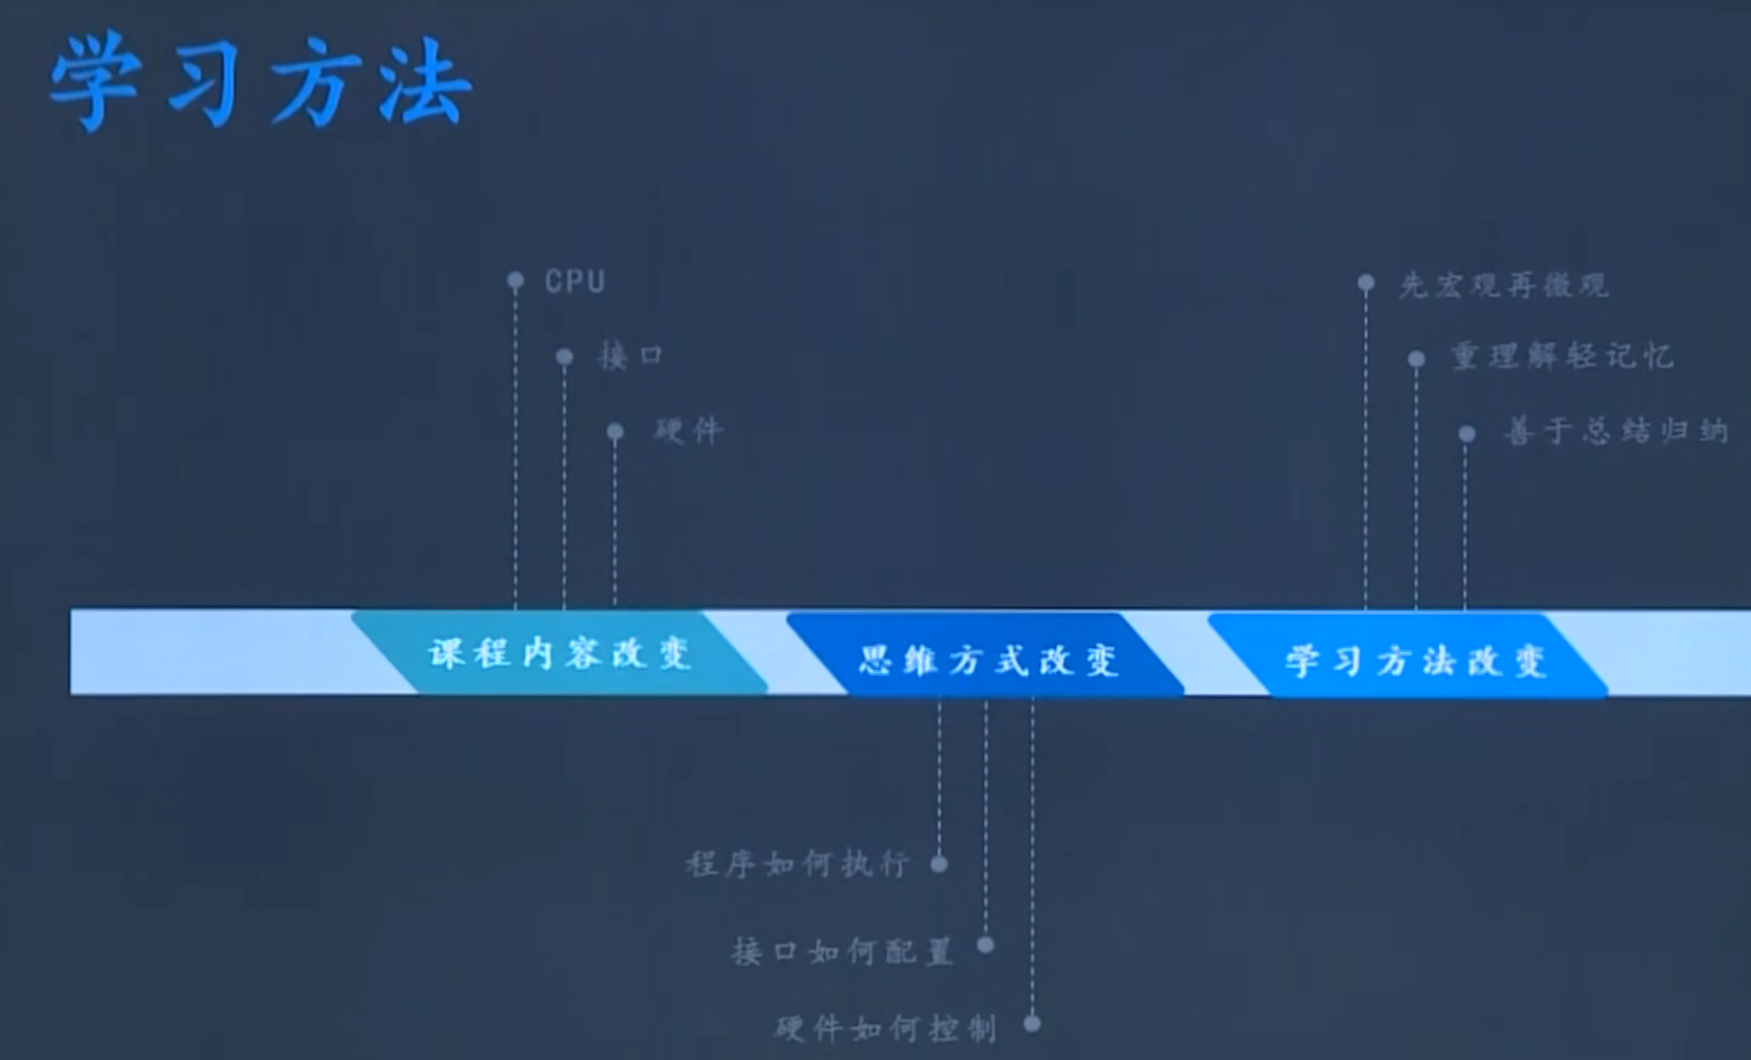 学习方法
CPU
接口
硬件
先宏观再微观
重理解轻记忆
善于总结归纳
课程内容改变
思维方式改变
学习方法改变
程序如何执行
接口如何配置
硬件如何控制